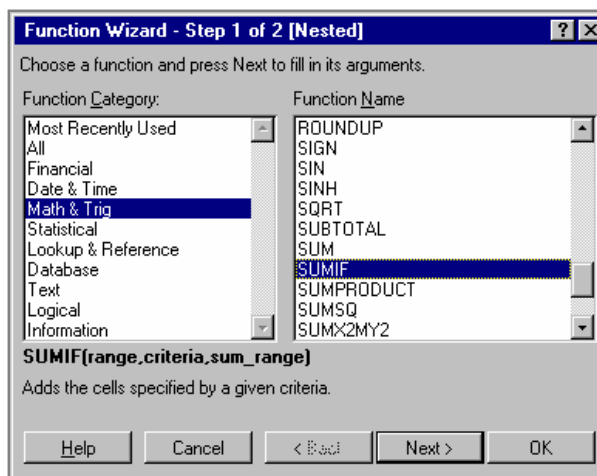 Function Wizard - Step 1 of 2 [Nested]
Choose a function and press Next to fill in its arguments.
Function Category:
Most Recently Used
All
Financial
Date & Time
Math & Trig
Statistical
Lookup & Reference
Database
Text
Logical
Information
Function Name
ROUNDUP
SIGN
SIN
SINH
SQRT
SUBTOTAL
SUM
SUMIF
SUMPRODUCT
SUMSQ
SUMX2MY2
SUMIF(range,criteria,sum_range)
Adds the cells specified by a given criteria.
Help
Cancel
< Back
Next >
OK